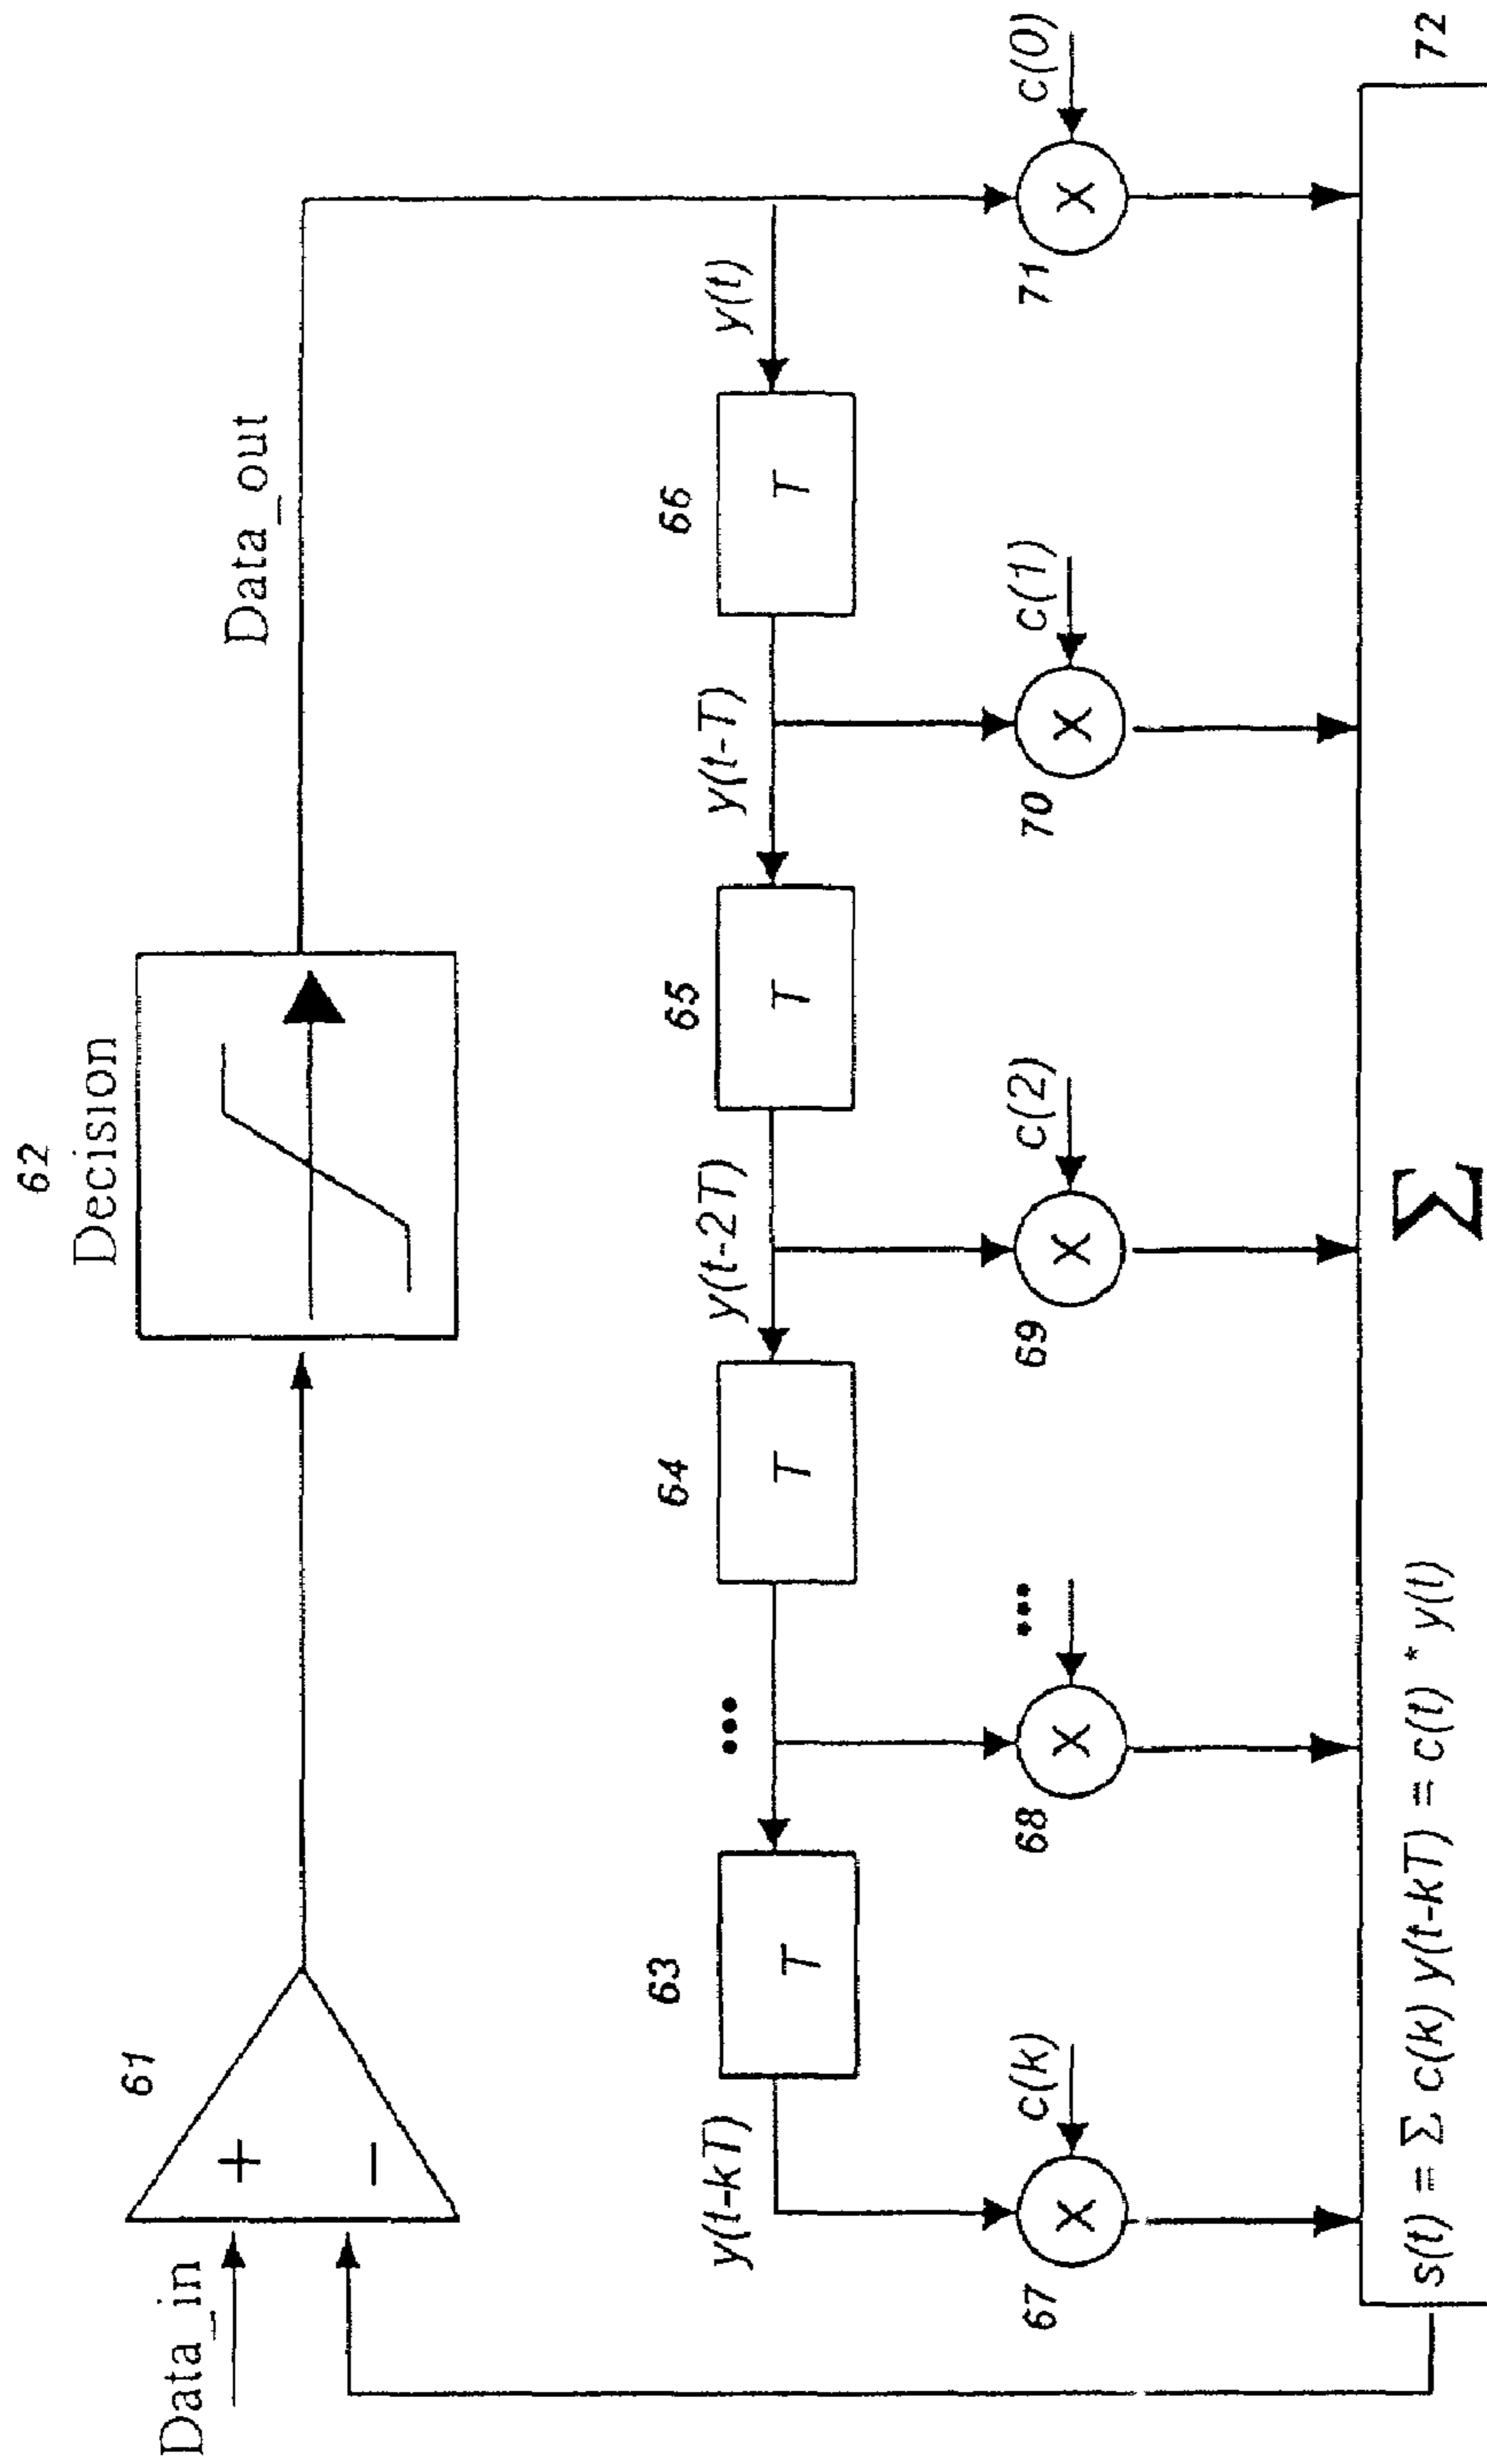 62
Decision
61
+
−
Data_in
Data_out
63
64
65
66
T
T
T
T
y(t-kT)
•••
y(t-2T)
y(t-T)
y(t)
c(k)
•••
c(2)
c(1)
c(0)
X
X
X
X
X
67
68
69
70
71
s(t) = Σ c(k) y(t-kT) = c(t) * y(t)
Σ
72